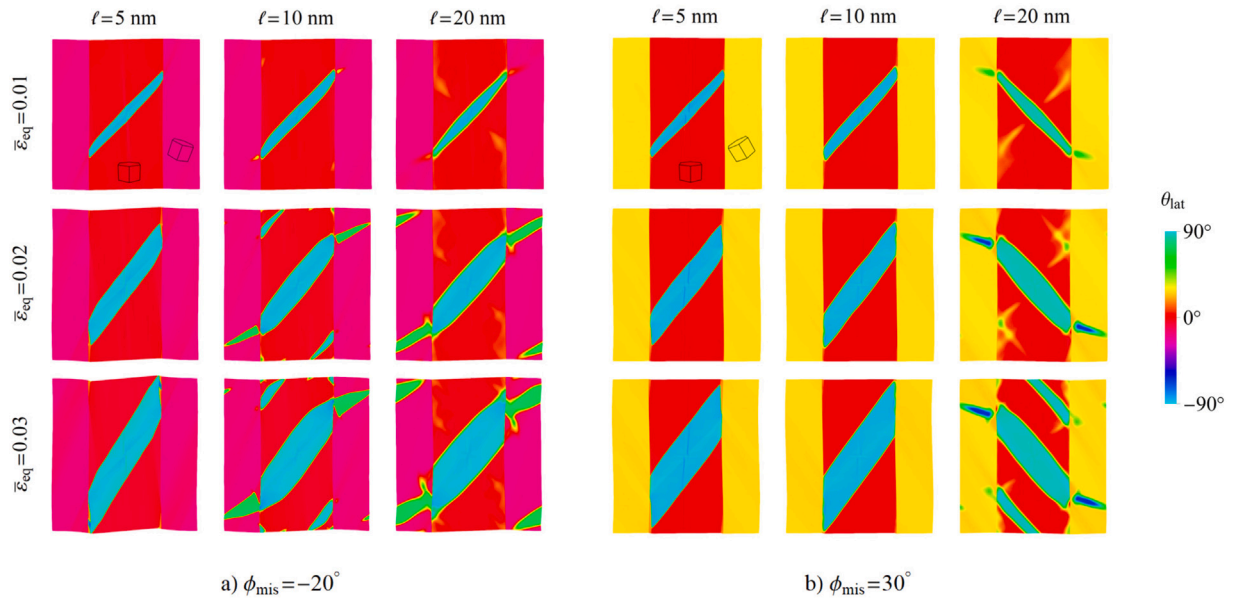 ℓ=5 nm ℓ=10 nm ℓ=20 nm ℓ=5 nm ℓ=10 nm ℓ=20 nm
ε̄eq=0.01
ε̄eq=0.02
ε̄eq=0.03
θlat
90°
0°
−90°
a) ϕmis=−20° b) ϕmis=30°